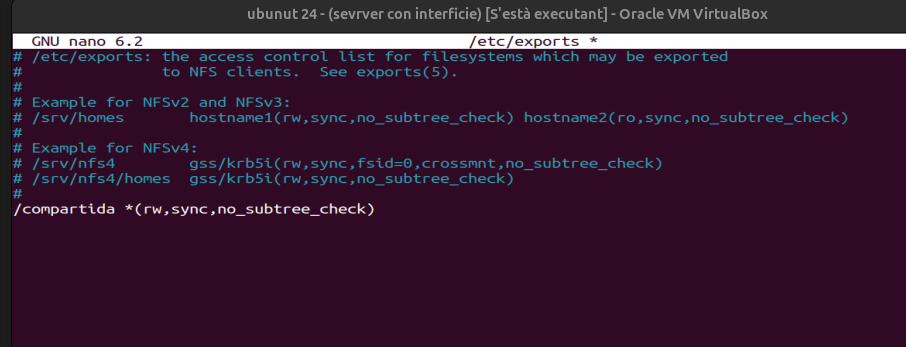 ubunut 24 - (sevrver con interficie) [S'està executant] - Oracle VM VirtualBox
GNU nano 6.2 /etc/exports *
# /etc/exports: the access control list for filesystems which may be exported
# to NFS clients. See exports(5).
#
# Example for NFSv2 and NFSv3:
# /srv/homes hostname1(rw,sync,no_subtree_check) hostname2(ro,sync,no_subtree_check)
#
# Example for NFSv4:
# /srv/nfs4 gss/krb5i(rw,sync,fsid=0,crossmnt,no_subtree_check)
# /srv/nfs4/homes gss/krb5i(rw,sync,no_subtree_check)
#
/compartida *(rw,sync,no_subtree_check)